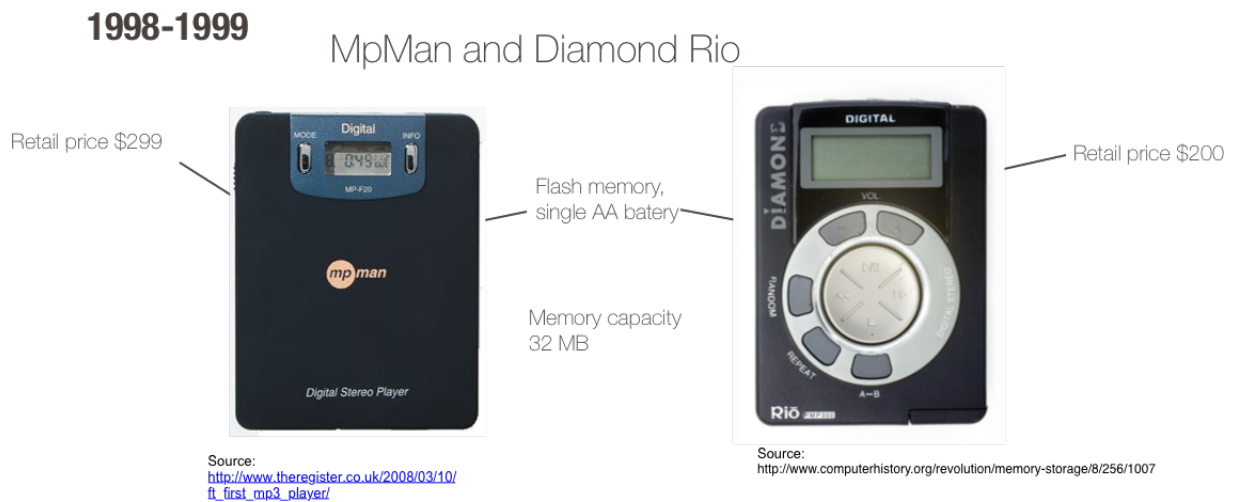 1998-1999
MpMan and Diamond Rio
Retail price $299
MODE
Digital
INFO
0:49
MP-F20
mpman
Digital Stereo Player
Flash memory,
single AA batery
Memory capacity
32 MB
DIGITAL
DIAMOND
VOL.
RANDOM
DIGITAL STEREO
REPEAT
A↔B
Rio PMP300
Retail price $200
Source:
http://www.theregister.co.uk/2008/03/10/
ft_first_mp3_player/
Source:
http://www.computerhistory.org/revolution/memory-storage/8/256/1007